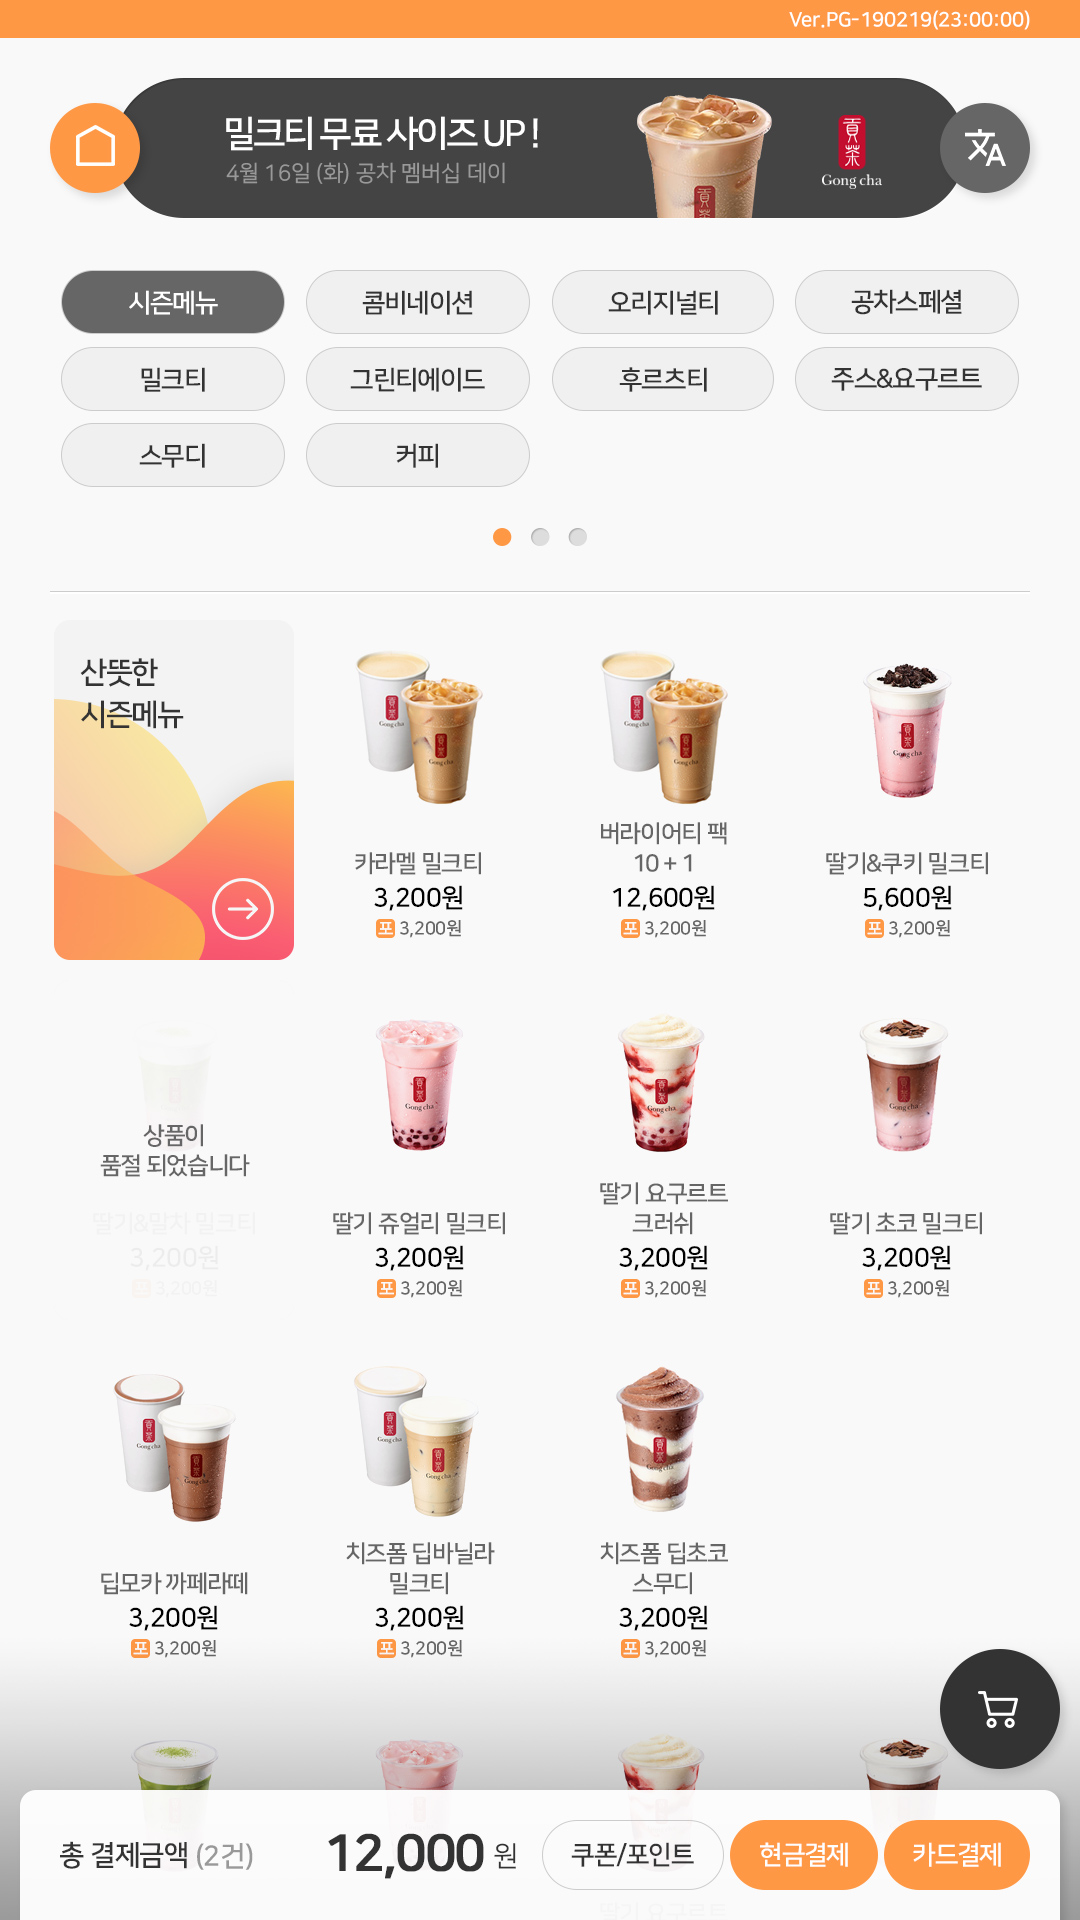 Ver.PG-190219(23:00:00)
밀크티 무료 사이즈 UP !
4월 16일 (화) 공차 멤버십 데이
貢茶
Gong cha
시즌메뉴
콤비네이션
오리지널티
공차스페셜
밀크티
그린티에이드
후르츠티
주스&요구르트
스무디
커피
산뜻한
시즌메뉴
카라멜 밀크티
3,200원
포 3,200원
버라이어티 팩
10 + 1
12,600원
포 3,200원
딸기&쿠키 밀크티
5,600원
포 3,200원
상품이
품절 되었습니다
딸기&말차 밀크티
3,200원
포 3,200원
딸기 쥬얼리 밀크티
3,200원
포 3,200원
딸기 요구르트
크러쉬
3,200원
포 3,200원
딸기 초코 밀크티
3,200원
포 3,200원
딥모카 까페라떼
3,200원
포 3,200원
치즈폼 딥바닐라
밀크티
3,200원
포 3,200원
치즈폼 딥초코
스무디
3,200원
포 3,200원
총 결제금액 (2건)
12,000 원
쿠폰/포인트
현금결제
카드결제
딸기 요구르트